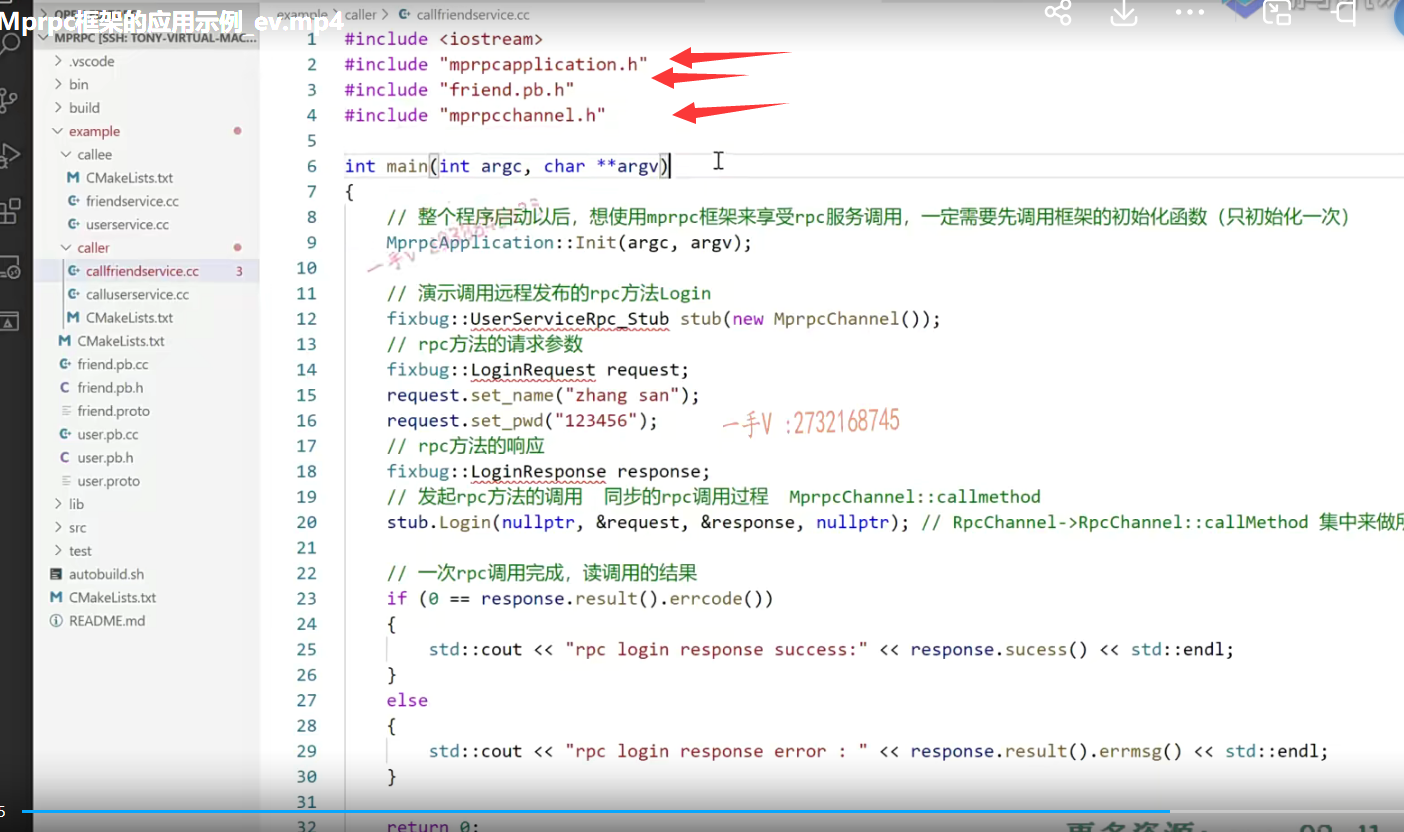 Mprpc框架的应用示例_ev.mp4
example > caller > callfriendservice.cc
MPRPC [SSH: TONY-VIRTUAL-MAC...
.vscode
bin
build
example
callee
CMakeLists.txt
friendservice.cc
userservice.cc
caller
callfriendservice.cc 3
calluserservice.cc
CMakeLists.txt
CMakeLists.txt
friend.pb.cc
friend.pb.h
friend.proto
user.pb.cc
user.pb.h
user.proto
lib
src
test
autobuild.sh
CMakeLists.txt
README.md
1 #include <iostream>
2 #include "mprpcapplication.h"
3 #include "friend.pb.h"
4 #include "mprpcchannel.h"
5
6 int main(int argc, char **argv)
7 {
8 // 整个程序启动以后，想使用mprpc框架来享受rpc服务调用，一定需要先调用框架的初始化函数（只初始化一次）
9 MprpcApplication::Init(argc, argv);
10
11 // 演示调用远程发布的rpc方法Login
12 fixbug::UserServiceRpc_Stub stub(new MprpcChannel());
13 // rpc方法的请求参数
14 fixbug::LoginRequest request;
15 request.set_name("zhang san");
16 request.set_pwd("123456");
一手V :2732168745
17 // rpc方法的响应
18 fixbug::LoginResponse response;
19 // 发起rpc方法的调用 同步的rpc调用过程 MprpcChannel::callmethod
20 stub.Login(nullptr, &request, &response, nullptr); // RpcChannel->RpcChannel::callMethod 集中来做所
21
22 // 一次rpc调用完成，读调用的结果
23 if (0 == response.result().errcode())
24 {
25 std::cout << "rpc login response success:" << response.sucess() << std::endl;
26 }
27 else
28 {
29 std::cout << "rpc login response error : " << response.result().errmsg() << std::endl;
30 }
31
32 return 0;